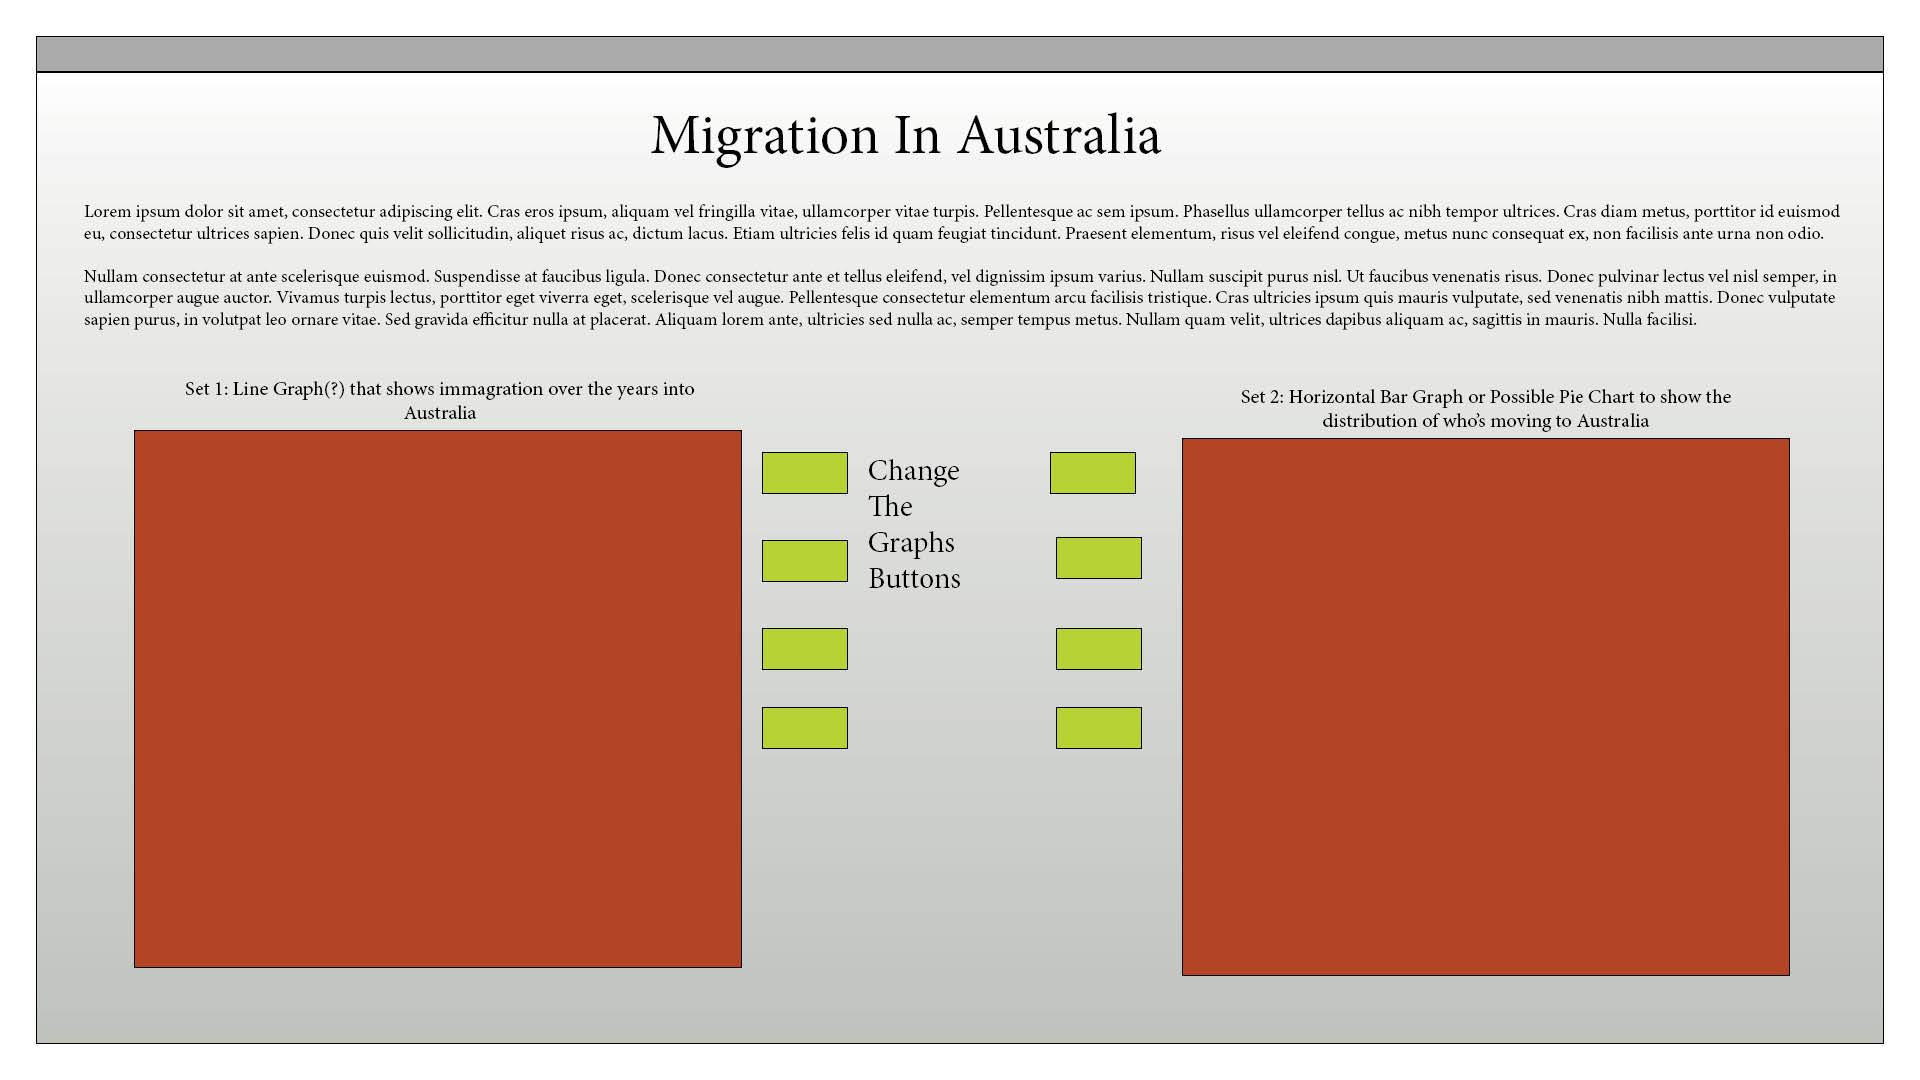 Migration In Australia
Lorem ipsum dolor sit amet, consectetur adipiscing elit. Cras eros ipsum, aliquam vel fringilla vitae, ullamcorper vitae turpis. Pellentesque ac sem ipsum. Phasellus ullamcorper tellus ac nibh tempor ultrices. Cras diam metus, porttitor id euismod
eu, consectetur ultrices sapien. Donec quis velit sollicitudin, aliquet risus ac, dictum lacus. Etiam ultricies felis id quam feugiat tincidunt. Praesent elementum, risus vel eleifend congue, metus nunc consequat ex, non facilisis ante urna non odio.
Nullam consectetur at ante scelerisque euismod. Suspendisse at faucibus ligula. Donec consectetur ante et tellus eleifend, vel dignissim ipsum varius. Nullam suscipit purus nisl. Ut faucibus venenatis risus. Donec pulvinar lectus vel nisl semper, in
ullamcorper augue auctor. Vivamus turpis lectus, porttitor eget viverra eget, scelerisque vel augue. Pellentesque consectetur elementum arcu facilisis tristique. Cras ultricies ipsum quis mauris vulputate, sed venenatis nibh mattis. Donec vulputate
sapien purus, in volutpat leo ornare vitae. Sed gravida efficitur nulla at placerat. Aliquam lorem ante, ultricies sed nulla ac, semper tempus metus. Nullam quam velit, ultrices dapibus aliquam ac, sagittis in mauris. Nulla facilisi.
Set 1: Line Graph(?) that shows immagration over the years into
Australia
Change
The
Graphs
Buttons
Set 2: Horizontal Bar Graph or Possible Pie Chart to show the
distribution of who’s moving to Australia